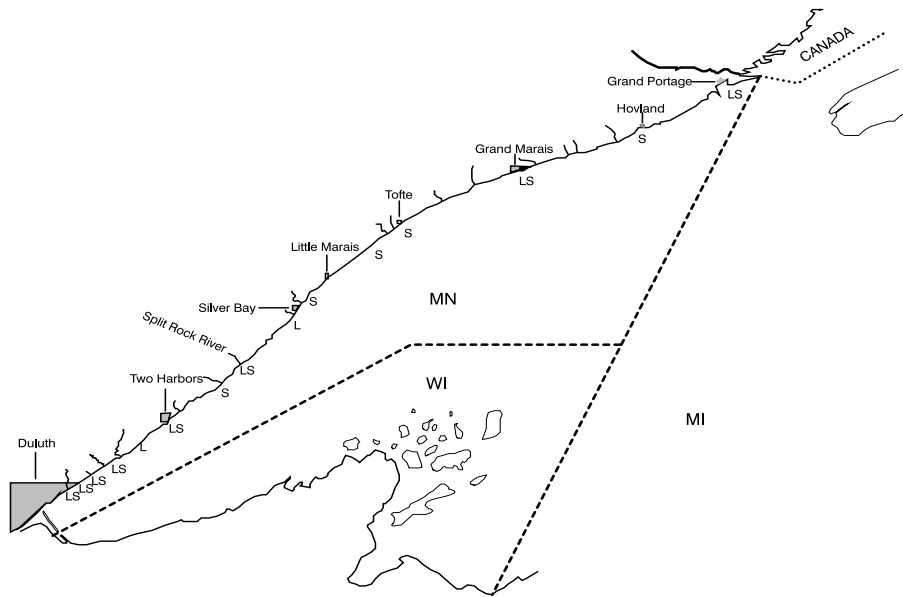 CANADA
Grand Portage
LS
Hovland
S
Grand Marais
LS
Tofte
S
S
Little Marais
S
MN
Silver Bay
L
Split Rock River
LS
WI
Two Harbors
S
MI
LS
L
Duluth
LS
LS
LS
LS